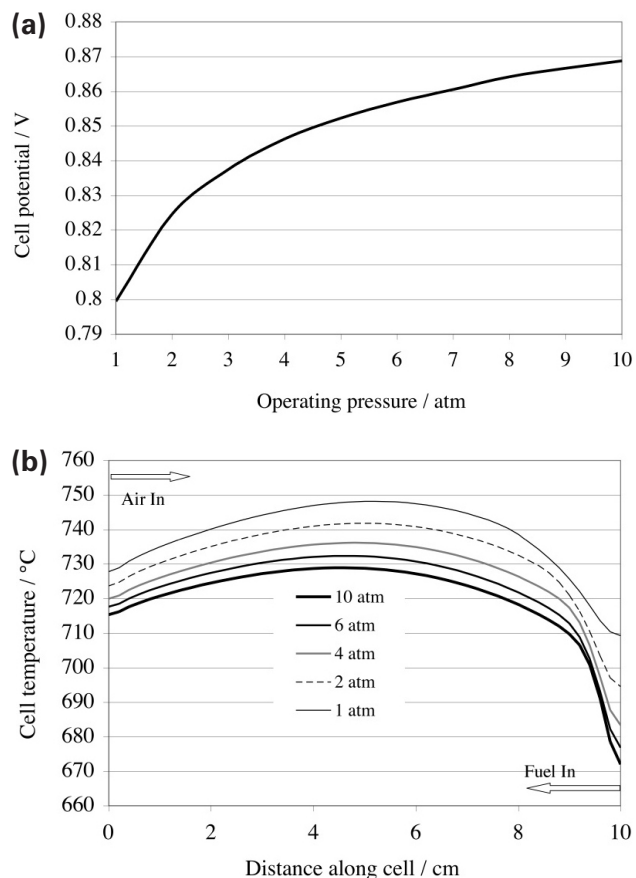 (a)
0.88
0.87
0.86
0.85
0.84
0.83
0.82
0.81
0.8
0.79
Cell potential / V
1 2 3 4 5 6 7 8 9 10
Operating pressure / atm
(b)
760
750
740
730
720
710
700
690
680
670
660
Cell temperature / °C
Air In
10 atm
6 atm
4 atm
2 atm
1 atm
Fuel In
0 2 4 6 8 10
Distance along cell / cm